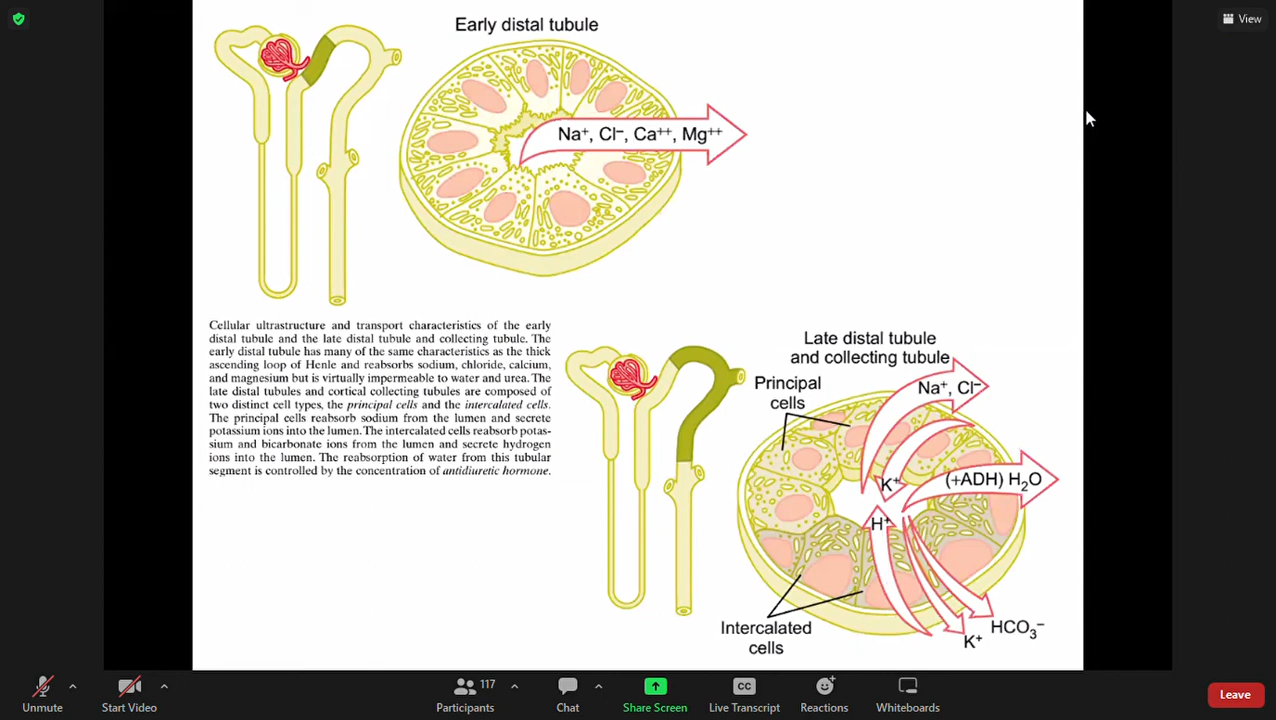 View
Early distal tubule
Na⁺, Cl⁻, Ca⁺⁺, Mg⁺⁺
Cellular ultrastructure and transport characteristics of the early
distal tubule and the late distal tubule and collecting tubule. The
early distal tubule has many of the same characteristics as the thick
ascending loop of Henle and reabsorbs sodium, chloride, calcium,
and magnesium but is virtually impermeable to water and urea. The
late distal tubules and cortical collecting tubules are composed of
two distinct cell types, the principal cells and the intercalated cells.
The principal cells reabsorb sodium from the lumen and secrete
potassium ions into the lumen. The intercalated cells reabsorb potas-
sium and bicarbonate ions from the lumen and secrete hydrogen
ions into the lumen. The reabsorption of water from this tubular
segment is controlled by the concentration of antidiuretic hormone.
Late distal tubule
and collecting tubule
Principal
cells
Na⁺, Cl⁻
K⁺
(+ADH) H₂O
H⁺
Intercalated
cells
HCO₃⁻
K⁺
Unmute
Start Video
117
Participants
Chat
Share Screen
CC
Live Transcript
Reactions
Whiteboards
Leave